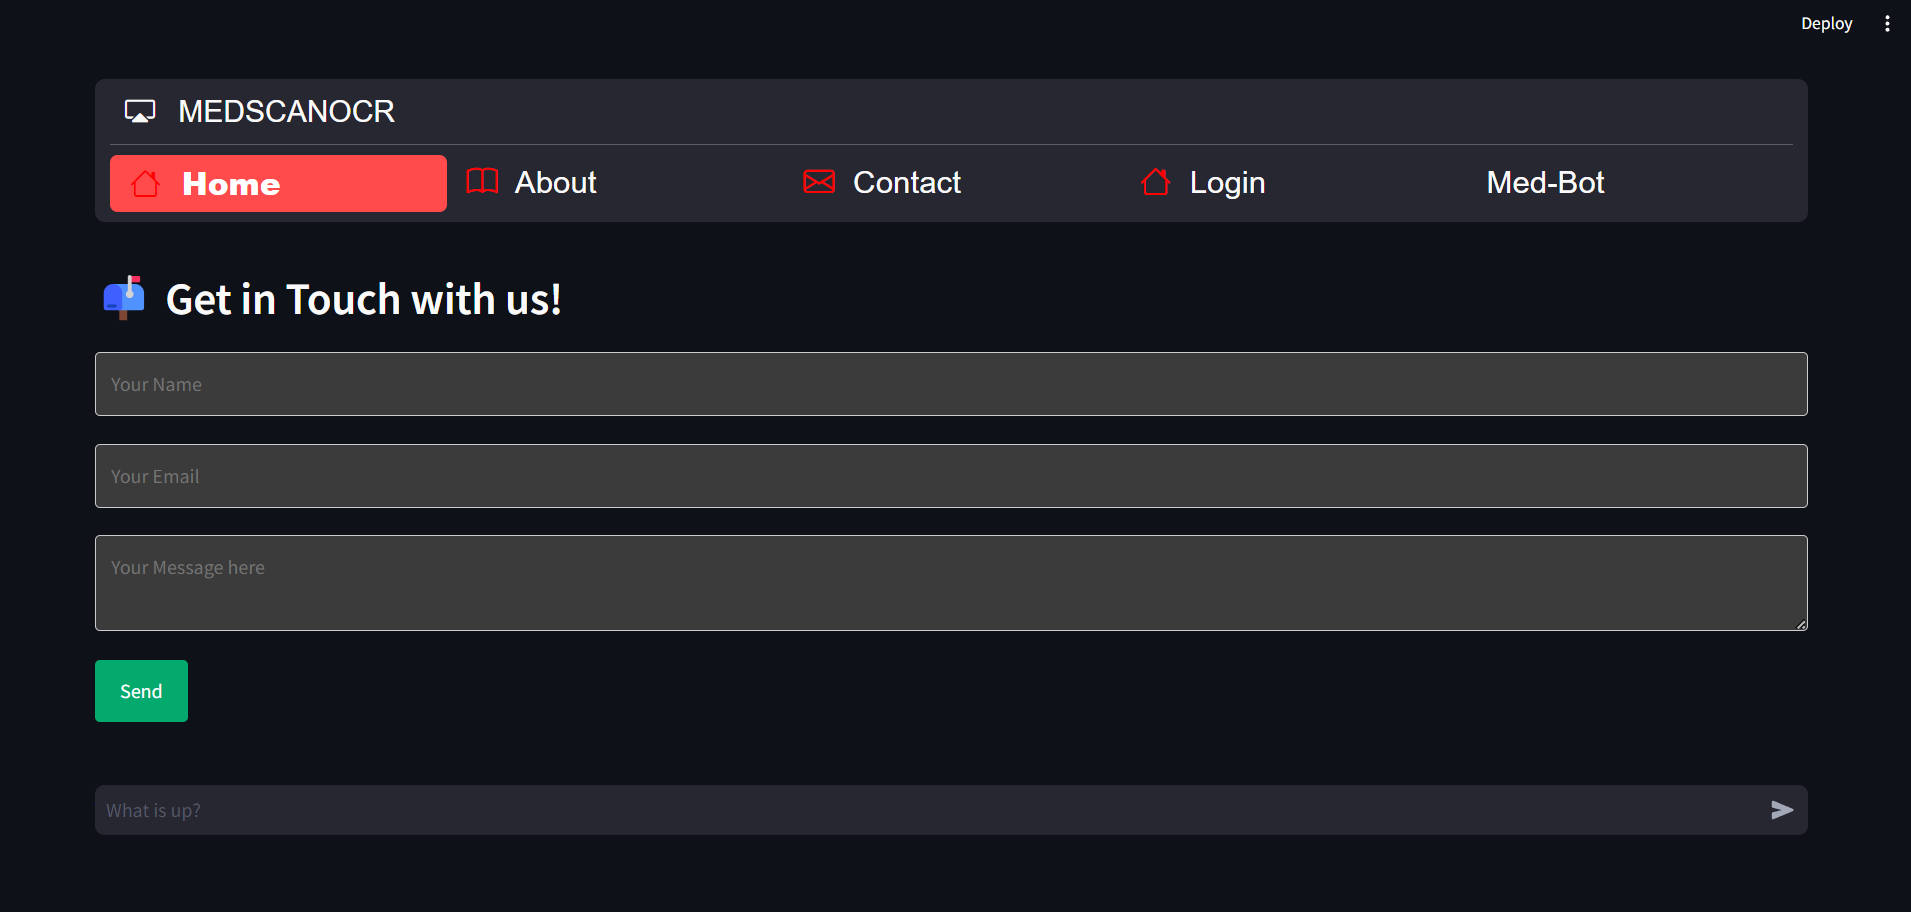 Deploy
MEDSCANOCR
Home About Contact Login Med-Bot
Get in Touch with us!
Your Name
Your Email
Your Message here
Send
What is up?